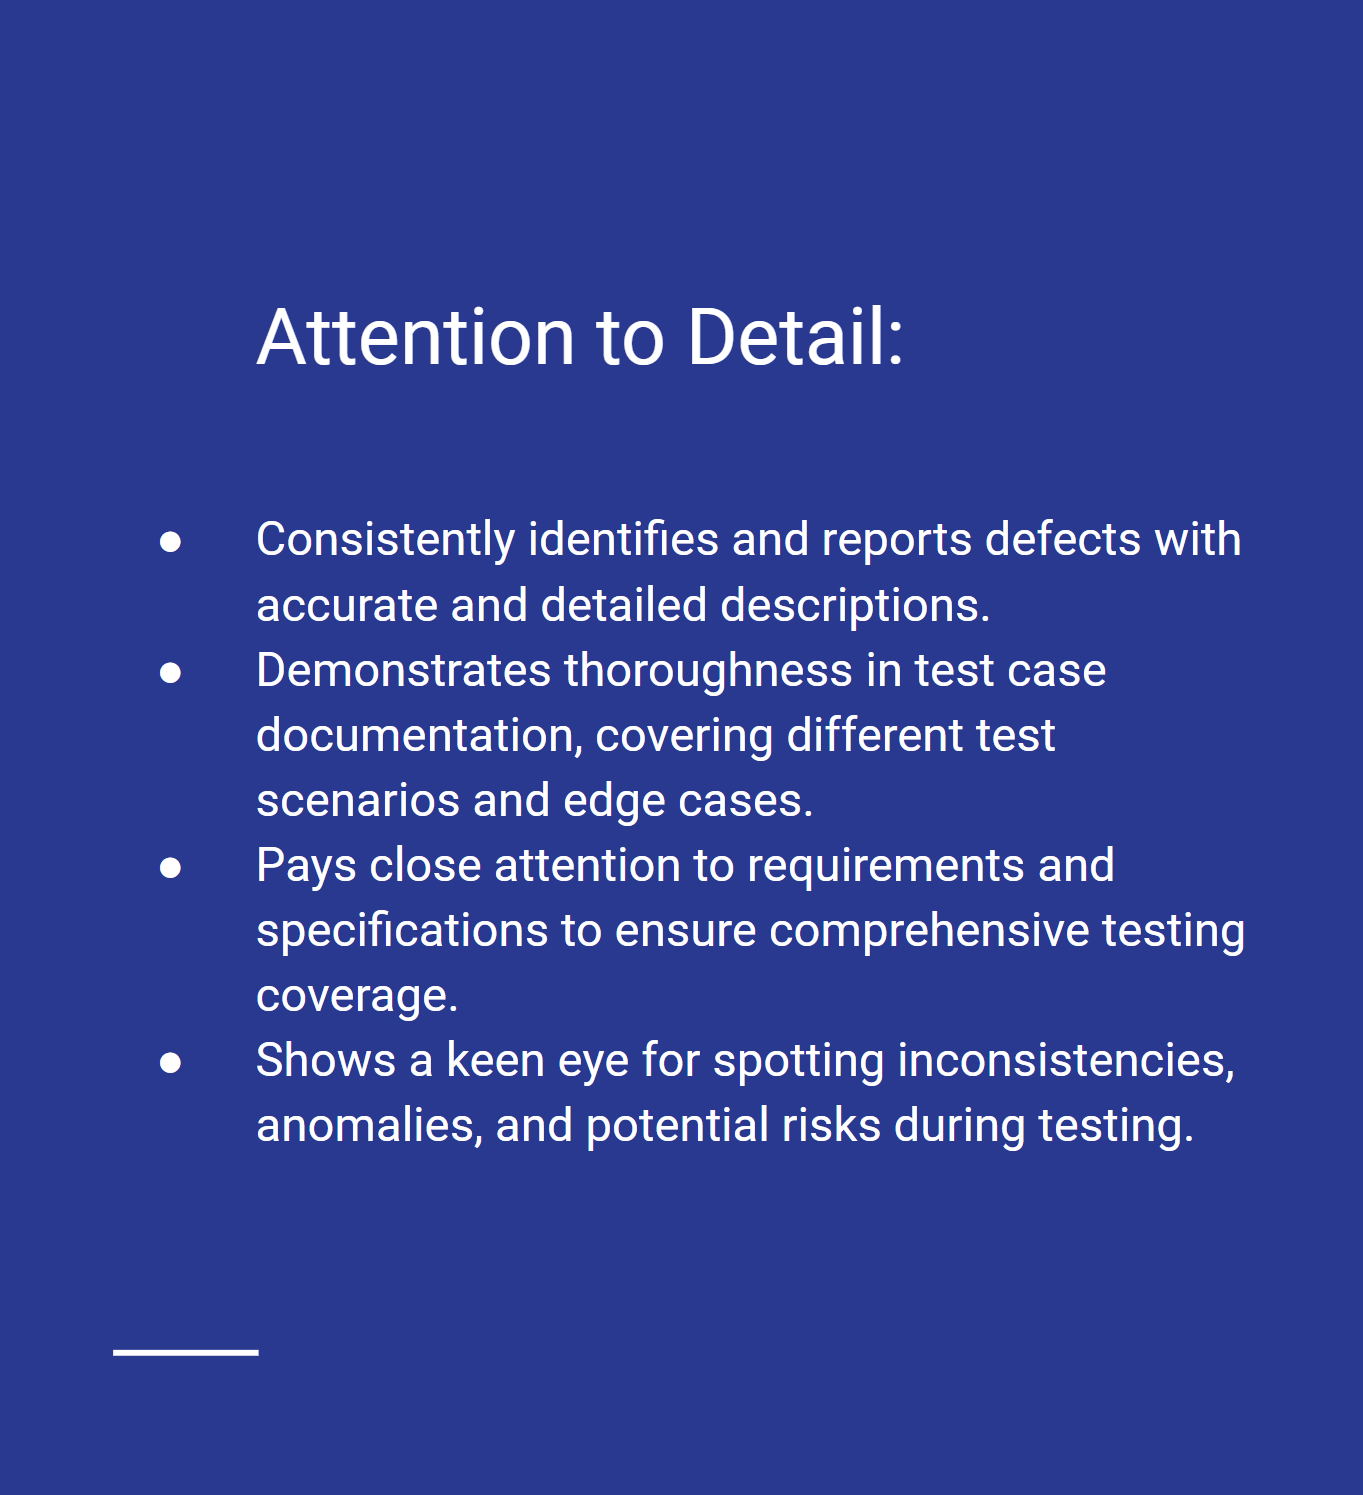 Attention to Detail:
● Consistently identifies and reports defects with
accurate and detailed descriptions.
● Demonstrates thoroughness in test case
documentation, covering different test
scenarios and edge cases.
● Pays close attention to requirements and
specifications to ensure comprehensive testing
coverage.
● Shows a keen eye for spotting inconsistencies,
anomalies, and potential risks during testing.